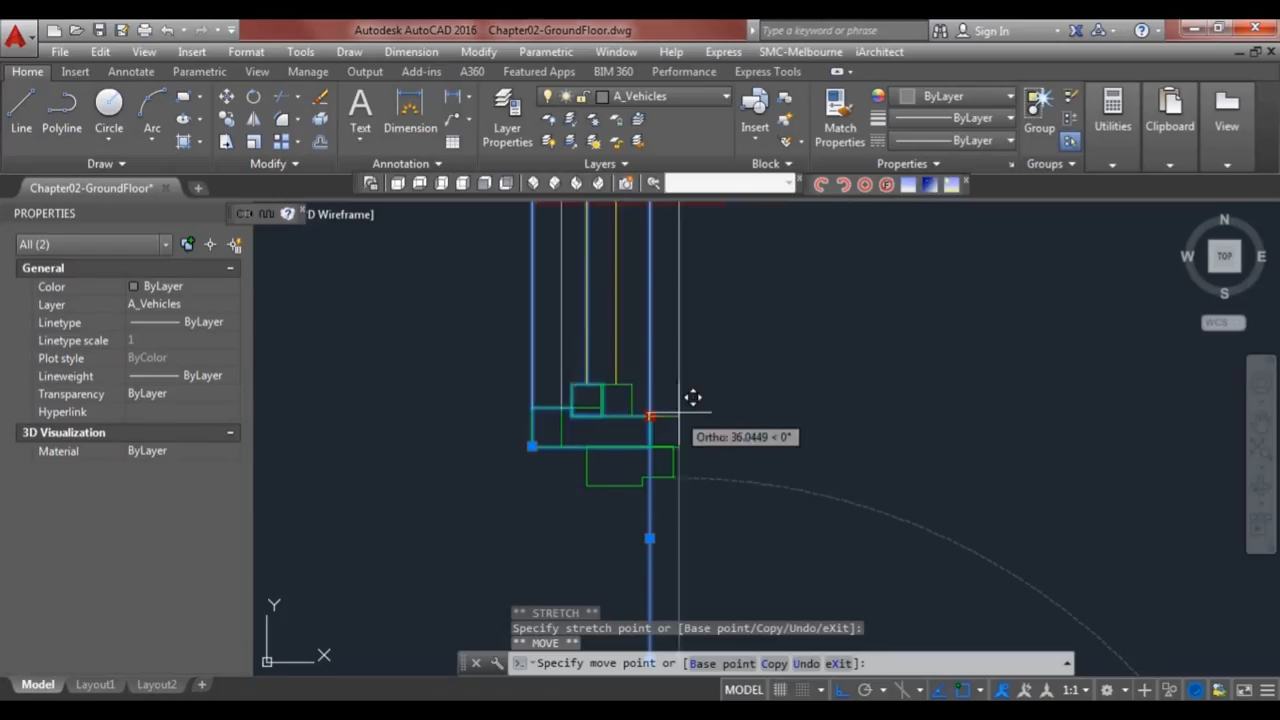 Autodesk AutoCAD 2016 Chapter02-GroundFloor.dwg
Type a keyword or phrase
Sign In
File Edit View Insert Format Tools Draw Dimension Modify Parametric Window Help Express SMC-Melbourne iArchitect
Home Insert Annotate Parametric View Manage Output Add-ins A360 Featured Apps BIM 360 Performance Express Tools
A_Vehicles
ByLayer
ByLayer
ByLayer
Line Polyline Circle Arc
Text Dimension
Layer Properties
Insert
Match Properties
Group
Utilities
Clipboard
View
Draw Modify Annotation Layers Block Properties Groups
Chapter02-GroundFloor*
PROPERTIES
D Wireframe]
All (2)
General
Color ByLayer
Layer A_Vehicles
Linetype ByLayer
Linetype scale 1
Plot style ByColor
Lineweight ByLayer
Transparency ByLayer
Hyperlink
3D Visualization
Material ByLayer
N
W TOP E
S
WCS
Ortho: 36.0449 < 0°
Y
X
** STRETCH **
Specify stretch point or [Base point/Copy/Undo/eXit]:
** MOVE **
Specify move point or [Base point Copy Undo eXit]:
Model Layout1 Layout2
MODEL
1:1